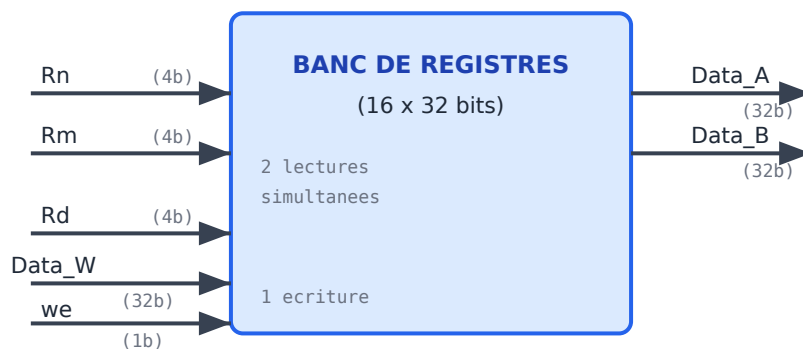 BANC DE REGISTRES
(16 x 32 bits)
Rn (4b)
Rm (4b)
Rd (4b)
Data_W
(32b)
we
(1b)
2 lectures
simultanees
1 ecriture
Data_A
(32b)
Data_B
(32b)